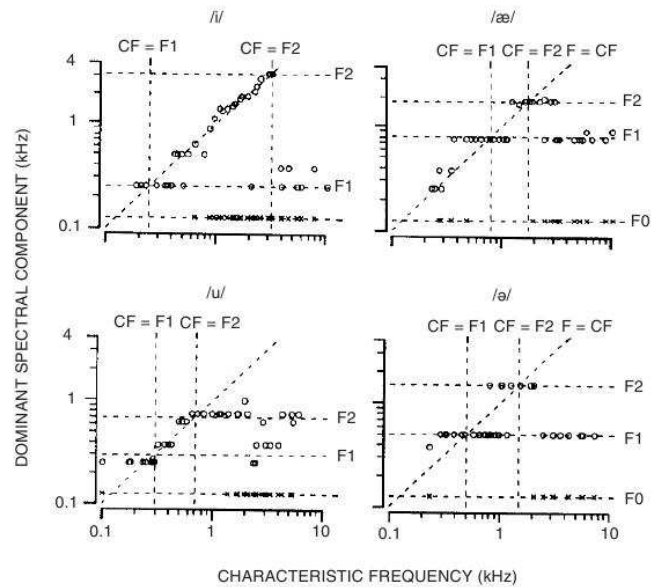 /i/
/æ/
CF = F1
CF = F2
CF = F1
CF = F2
F = CF
4
F2
F2
1
F1
F1
0.1
F0
/u/
/ə/
CF = F1
CF = F2
CF = F1
CF = F2
F = CF
4
F2
1
F2
F1
F1
0.1
F0
0.1
1
10
0.1
1
10
DOMINANT SPECTRAL COMPONENT (kHz)
CHARACTERISTIC FREQUENCY (kHz)